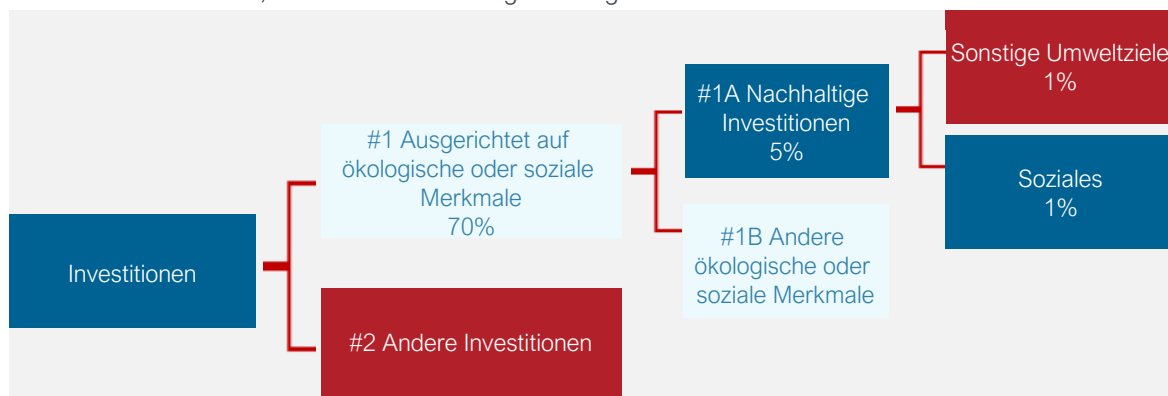 Sonstige Umweltziele
1%
#1A Nachhaltige
Investitionen
5%
#1 Ausgerichtet auf
ökologische oder soziale
Merkmale
70%
Soziales
1%
#1B Andere
ökologische oder
soziale Merkmale
Investitionen
#2 Andere Investitionen